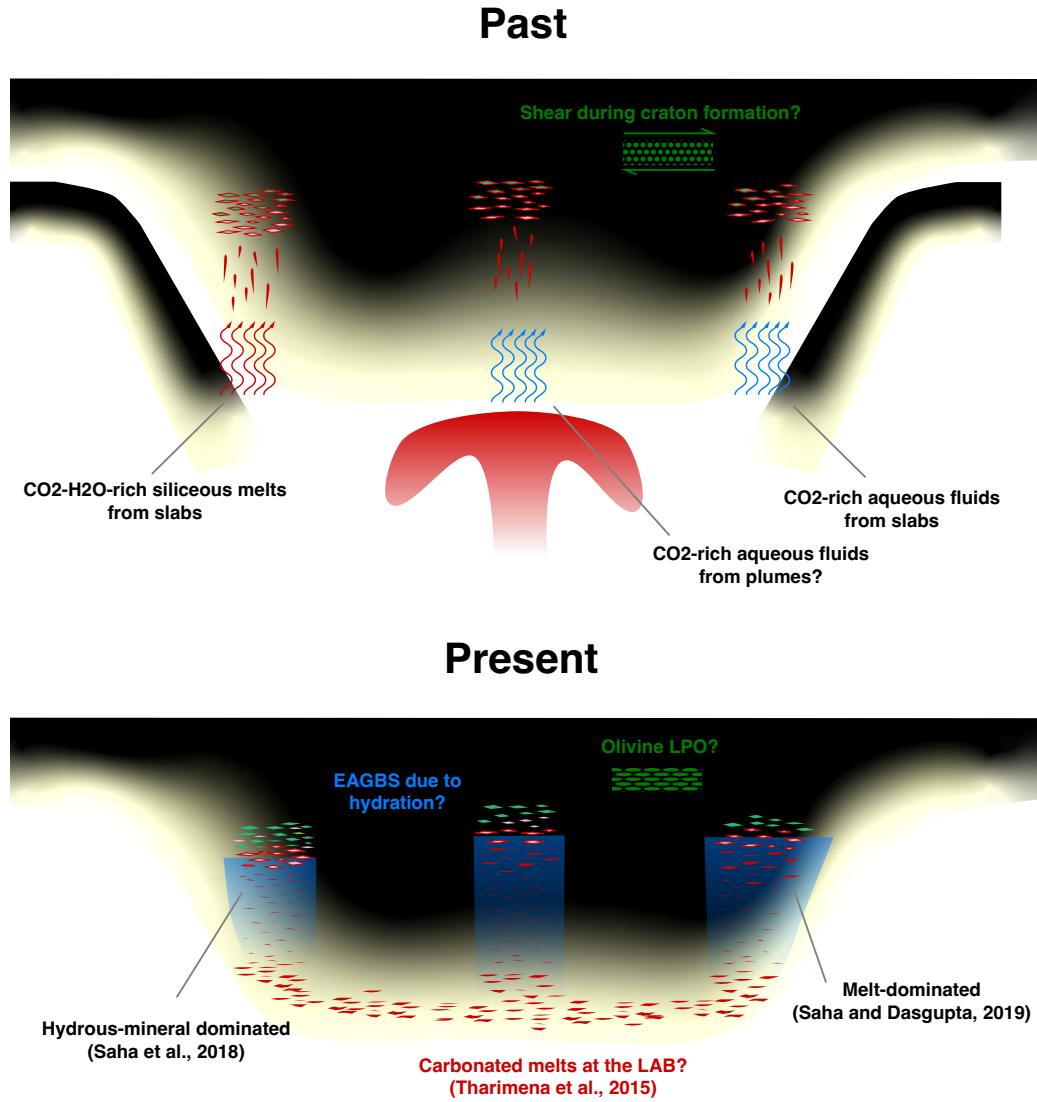 Past
Shear during craton formation?
CO2-H2O-rich siliceous melts
from slabs
CO2-rich aqueous fluids
from slabs
CO2-rich aqueous fluids
from plumes?
Present
Olivine LPO?
EAGBS due to
hydration?
Hydrous-mineral dominated
(Saha et al., 2018)
Melt-dominated
(Saha and Dasgupta, 2019)
Carbonated melts at the LAB?
(Tharimena et al., 2015)